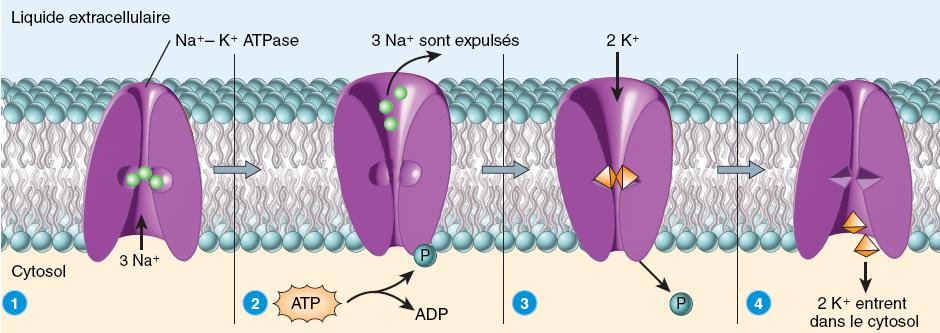 Liquide extracellulaire
Na⁺– K⁺ ATPase
3 Na⁺ sont expulsés
2 K⁺
3 Na⁺
P
P
Cytosol
1
2
ATP
ADP
3
4
2 K⁺ entrent
dans le cytosol